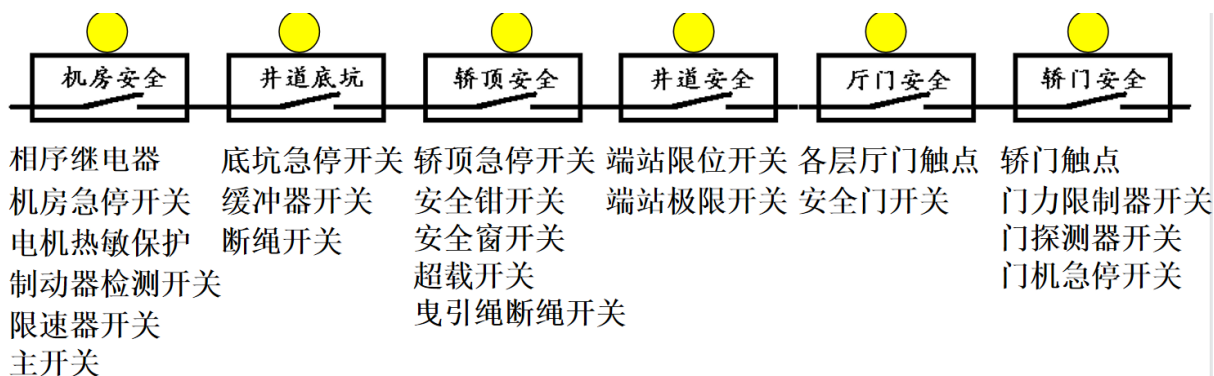 机房安全 井道底坑 轿顶安全 井道安全 厅门安全 轿门安全
相序继电器 底坑急停开关 轿顶急停开关 端站限位开关 各层厅门触点 轿门触点
机房急停开关 缓冲器开关 安全钳开关 端站极限开关 安全门开关 门力限制器开关
电机热敏保护 断绳开关 安全窗开关 门探测器开关
制动器检测开关 超载开关 门机急停开关
限速器开关 曳引绳断绳开关
主开关